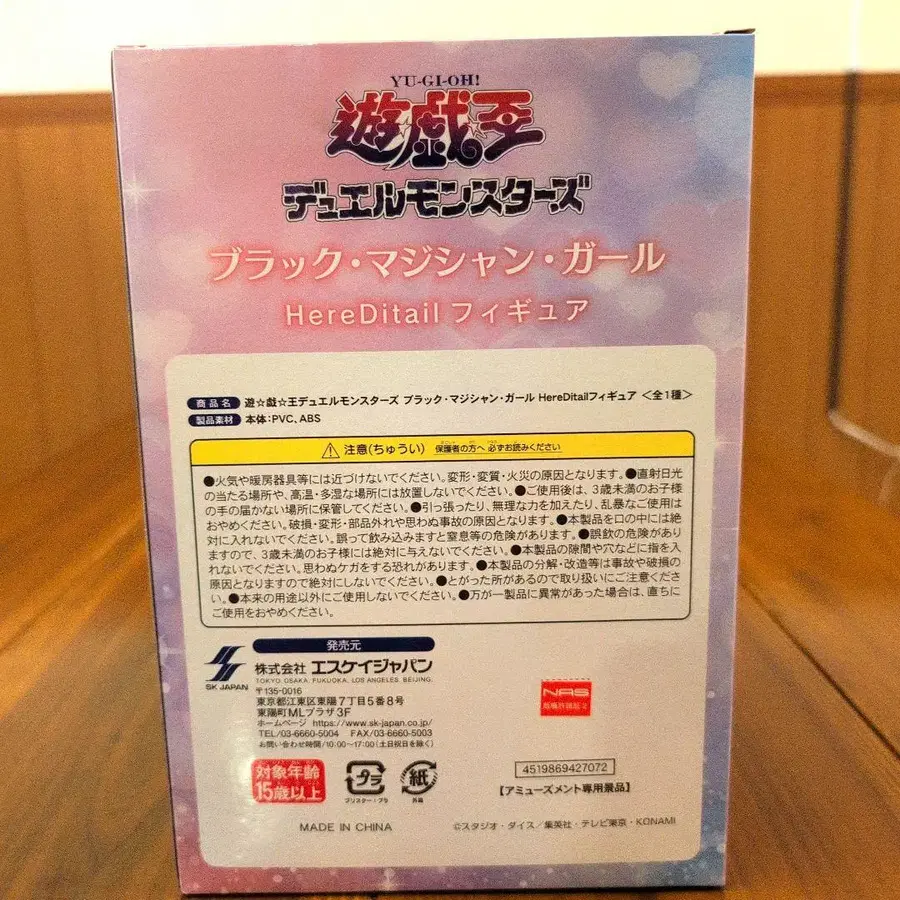 YU-GI-OH!
遊☆戯☆王
デュエルモンスターズ
ブラック・マジシャン・ガール
HereDitail フィギュア
商品名 遊☆戯☆王デュエルモンスターズ ブラック・マジシャン・ガール HereDitailフィギュア <全1種>
製品素材 本体:PVC、ABS
⚠ 注意(ちゅうい) 保護者の方へ 必ずお読みください
●火気や暖房器具等には近づけないでください。変形・変質・火災の原因となります。●直射日光
の当たる場所や、高温・多湿な場所には放置しないでください。●ご使用後は、3歳未満のお子様
の手の届かない場所に保管してください。●引っ張ったり、無理な力を加えたり、乱暴なご使用は
おやめください。破損・変形・部品外れや思わぬ事故の原因となります。●本製品を口の中には絶
対に入れないでください。誤って飲み込みますと窒息等の危険があります。●誤飲の危険があり
ますので、3歳未満のお子様には絶対に与えないでください。●本製品の隙間や穴などに指を入
れないでください。思わぬケガをする恐れがあります。●本製品の分解・改造等は事故や破損の
原因となりますので絶対にしないでください。●とがった所があるので取り扱いにご注意くださ
い。●本来の用途以外にご使用しないでください。●万が一製品に異常があった場合は、直ちに
ご使用をおやめください。
発売元
SK JAPAN
株式会社 エスケイジャパン
TOKYO. OSAKA. FUKUOKA. LOS ANGELES. BEIJING.
〒135-0016
東京都江東区東陽7丁目5番8号
東陽町MLプラザ3F
ホームページ https://www.sk-japan.co.jp/
TEL/03-6660-5004 FAX/03-6660-5003
お問い合わせ時間/10:00〜17:00(土日祝日を除く)
NAS
対象年齢
15歳以上
プラ
ブリスター:プラ
紙
外箱
4519869427072
【アミューズメント専用景品】
MADE IN CHINA
©スタジオ・ダイス/集英社・テレビ東京・KONAMI